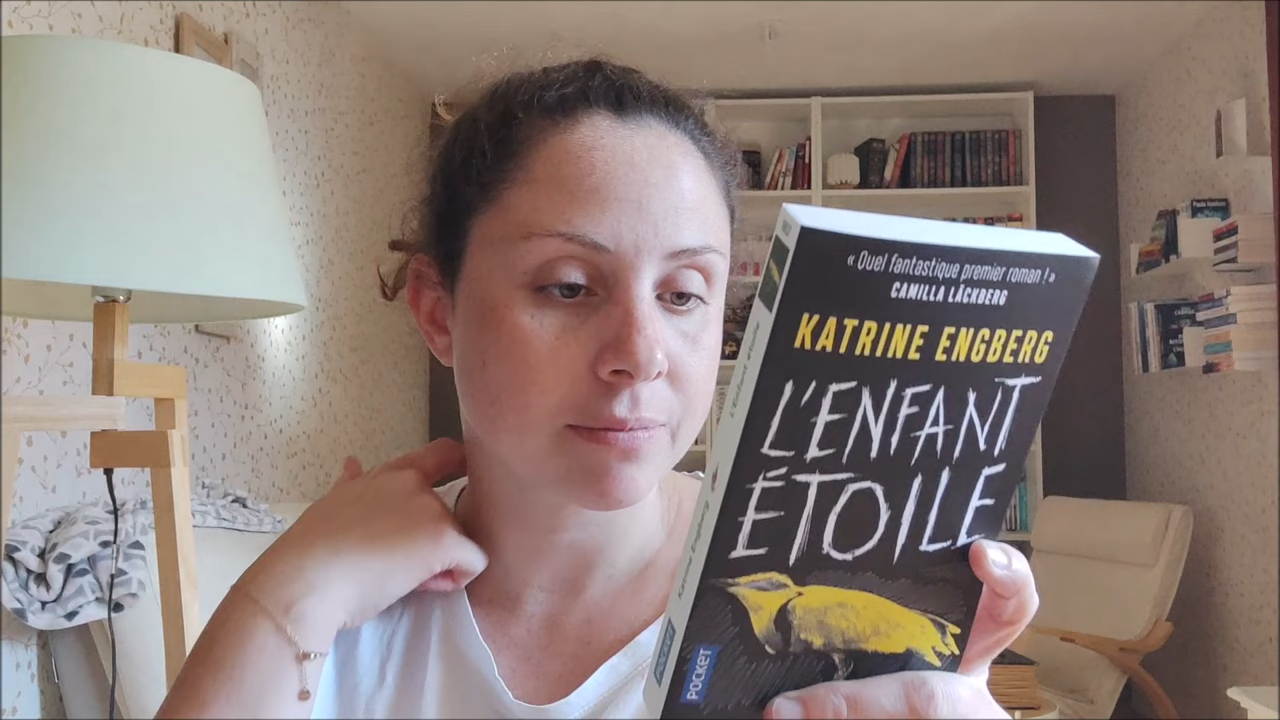 « Quel fantastique premier roman ! »
CAMILLA LÄCKBERG
KATRINE ENGBERG
L'ENFANT
ÉTOILE
POCKET